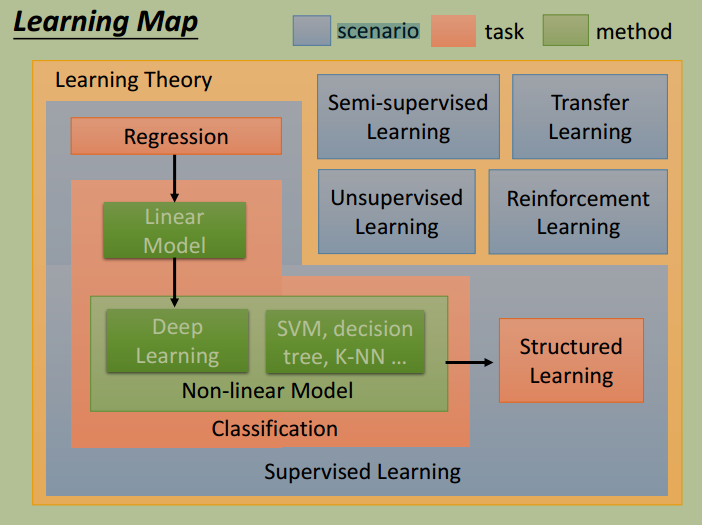 Learning Map
scenario
task
method
Learning Theory
Semi-supervised
Learning
Transfer
Learning
Regression
Unsupervised
Learning
Reinforcement
Learning
Linear
Model
Deep
Learning
SVM, decision
tree, K-NN ...
Structured
Learning
Non-linear Model
Classification
Supervised Learning